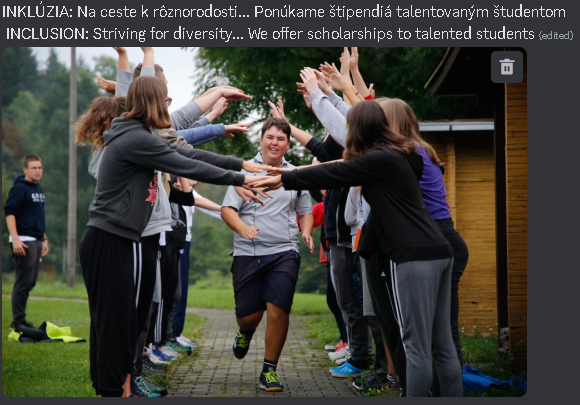 INKLÚZIA: Na ceste k rôznorodosti... Ponúkame štipendiá talentovaným študentom
INCLUSION: Striving for diversity... We offer scholarships to talented students (edited)